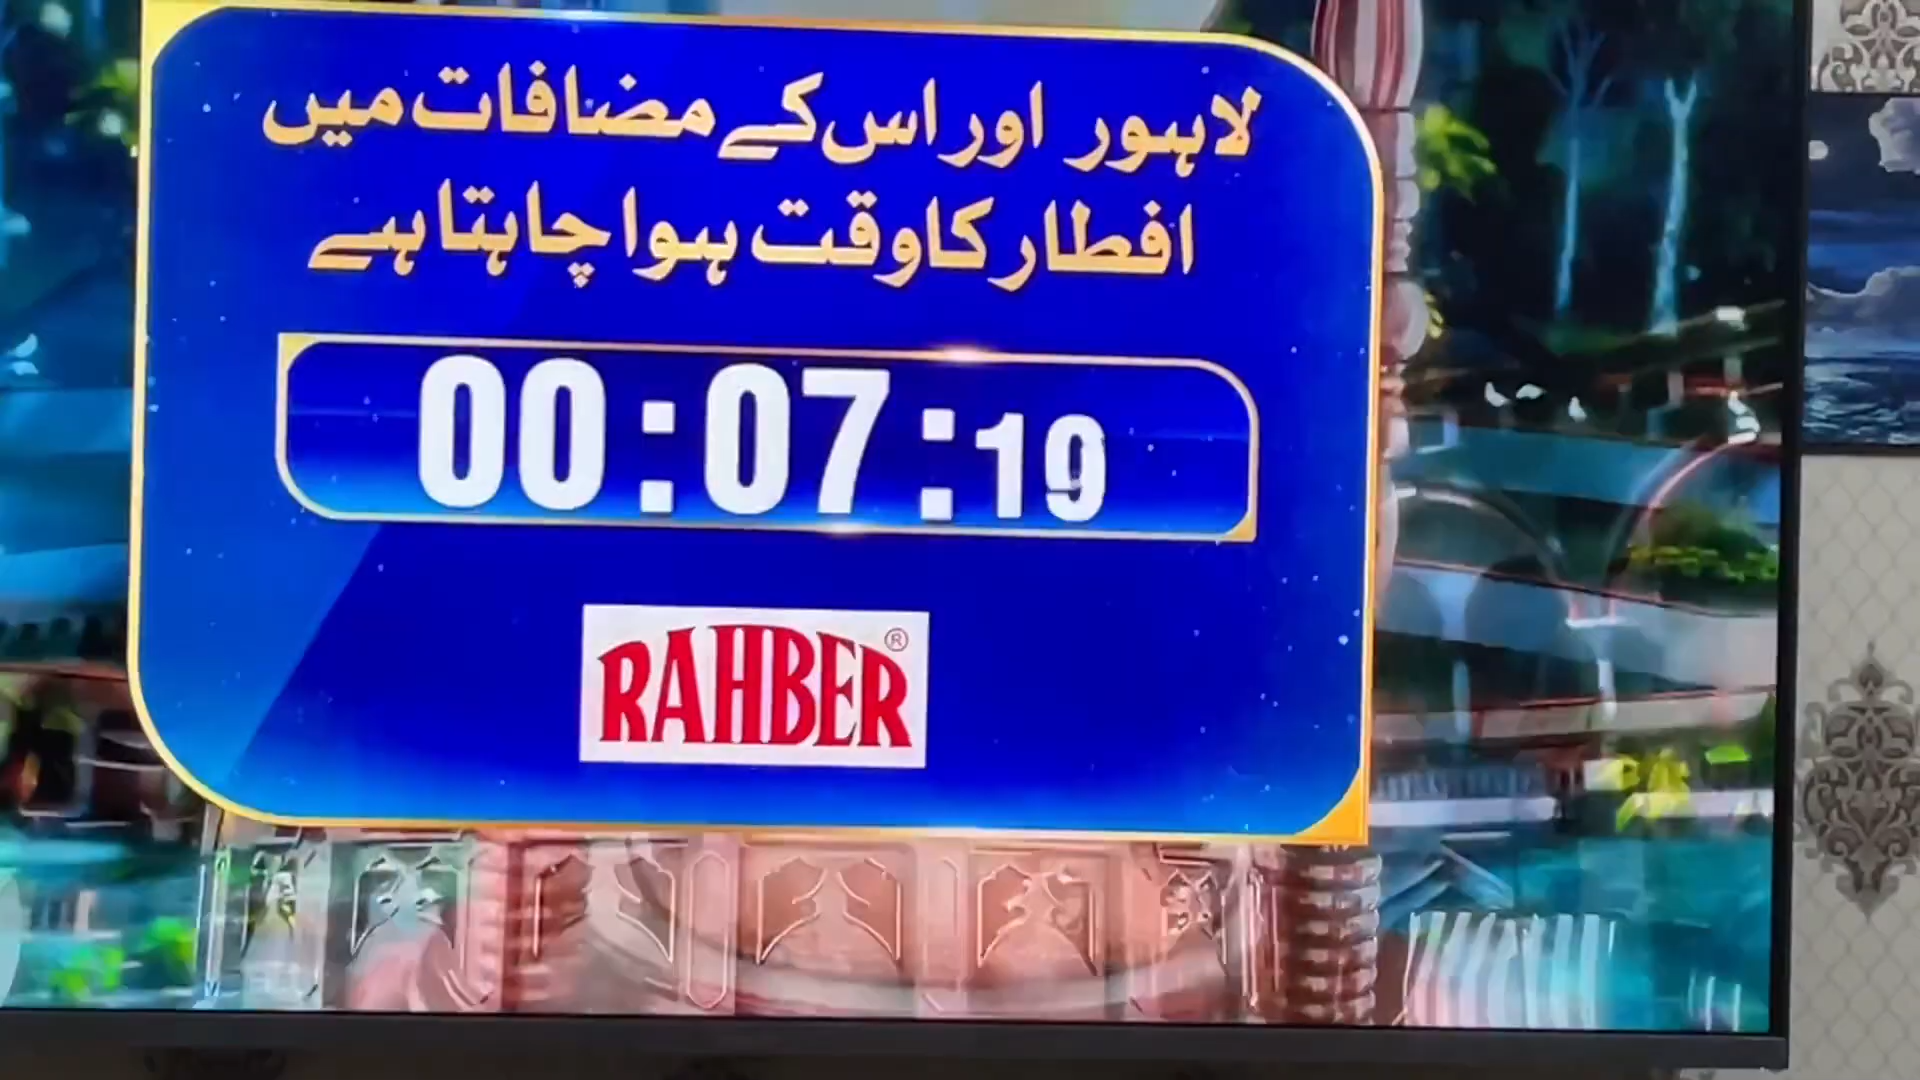 لاہور اور اس کے مضافات میں
افطار کا وقت ہوا چاہتا ہے
00:07:19
RAHBER®